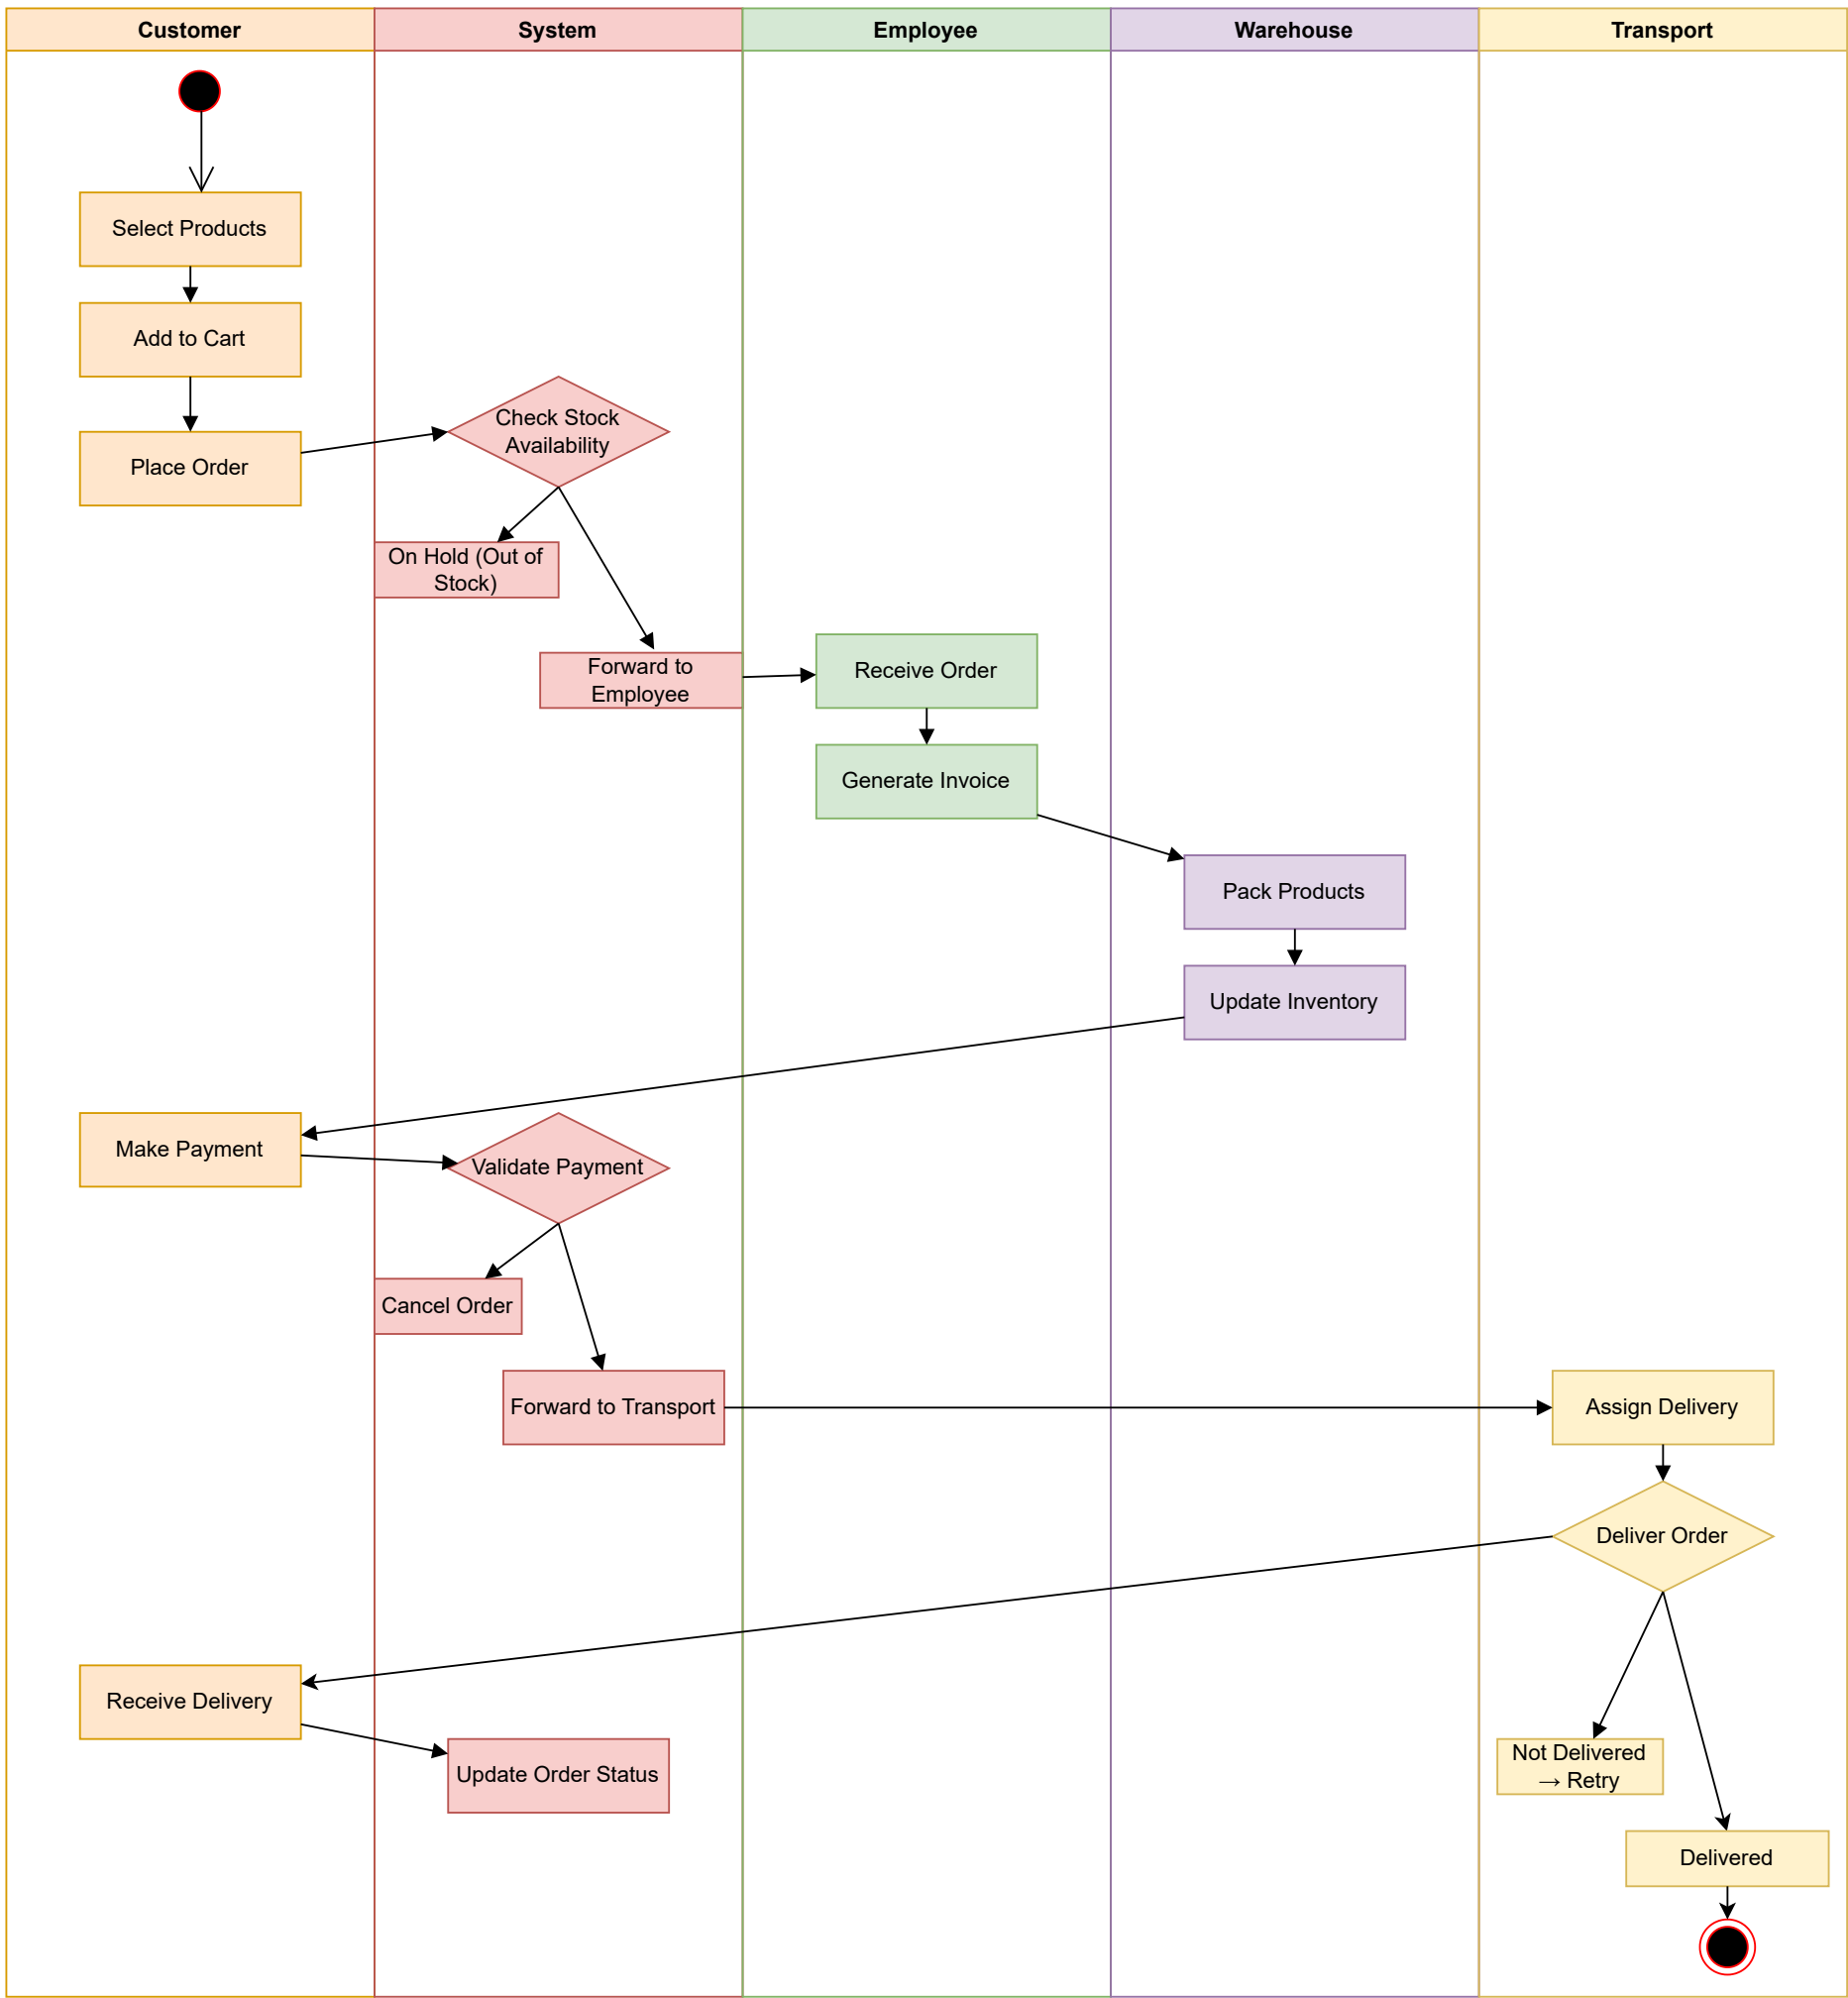 Customer
System
Employee
Warehouse
Transport
Select Products
Add to Cart
Place Order
Check Stock
Availability
On Hold (Out of
Stock)
Forward to
Employee
Receive Order
Generate Invoice
Pack Products
Update Inventory
Make Payment
Validate Payment
Cancel Order
Forward to Transport
Assign Delivery
Deliver Order
Receive Delivery
Update Order Status
Not Delivered
→ Retry
Delivered